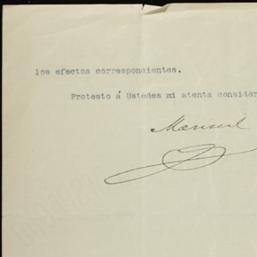 los efectos correspondientes.
Protesto á Ustedes mi atenta consider
Manuel